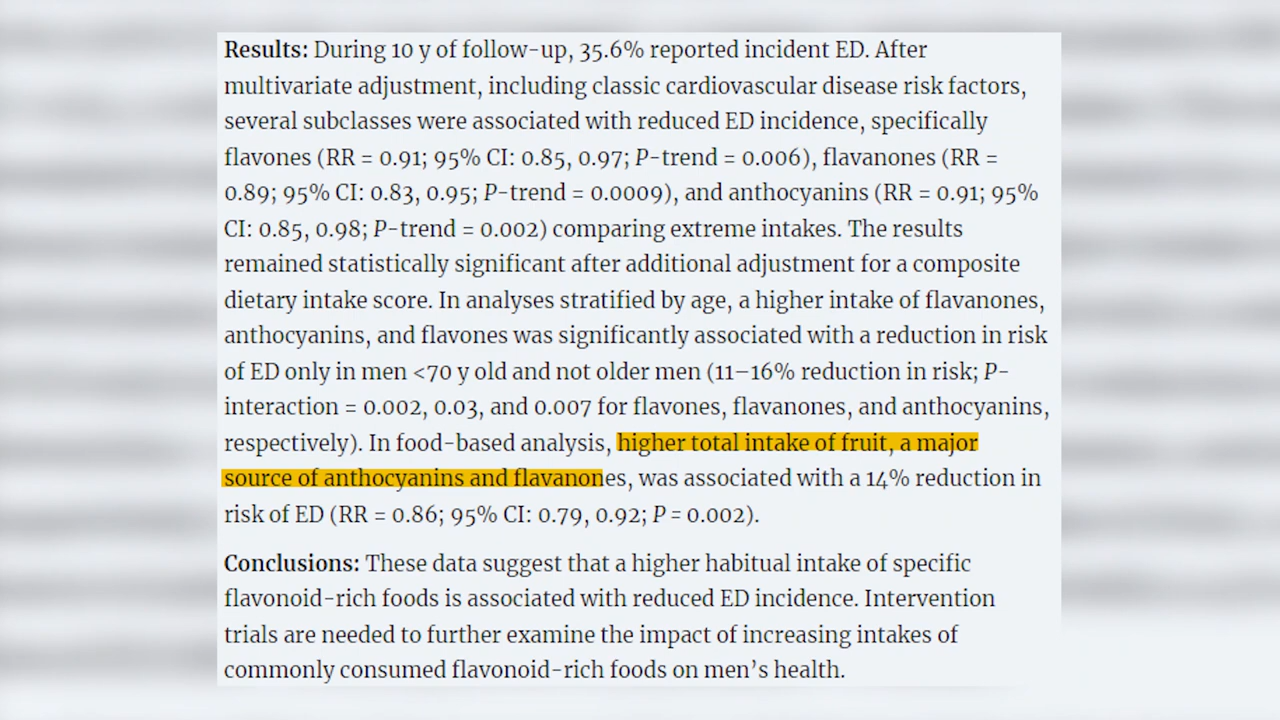 Results: During 10 y of follow-up, 35.6% reported incident ED. After
multivariate adjustment, including classic cardiovascular disease risk factors,
several subclasses were associated with reduced ED incidence, specifically
flavones (RR = 0.91; 95% CI: 0.85, 0.97; P-trend = 0.006), flavanones (RR =
0.89; 95% CI: 0.83, 0.95; P-trend = 0.0009), and anthocyanins (RR = 0.91; 95%
CI: 0.85, 0.98; P-trend = 0.002) comparing extreme intakes. The results
remained statistically significant after additional adjustment for a composite
dietary intake score. In analyses stratified by age, a higher intake of flavanones,
anthocyanins, and flavones was significantly associated with a reduction in risk
of ED only in men <70 y old and not older men (11–16% reduction in risk; P-
interaction = 0.002, 0.03, and 0.007 for flavones, flavanones, and anthocyanins,
respectively). In food-based analysis, higher total intake of fruit, a major
source of anthocyanins and flavanones, was associated with a 14% reduction in
risk of ED (RR = 0.86; 95% CI: 0.79, 0.92; P = 0.002).
Conclusions: These data suggest that a higher habitual intake of specific
flavonoid-rich foods is associated with reduced ED incidence. Intervention
trials are needed to further examine the impact of increasing intakes of
commonly consumed flavonoid-rich foods on men’s health.